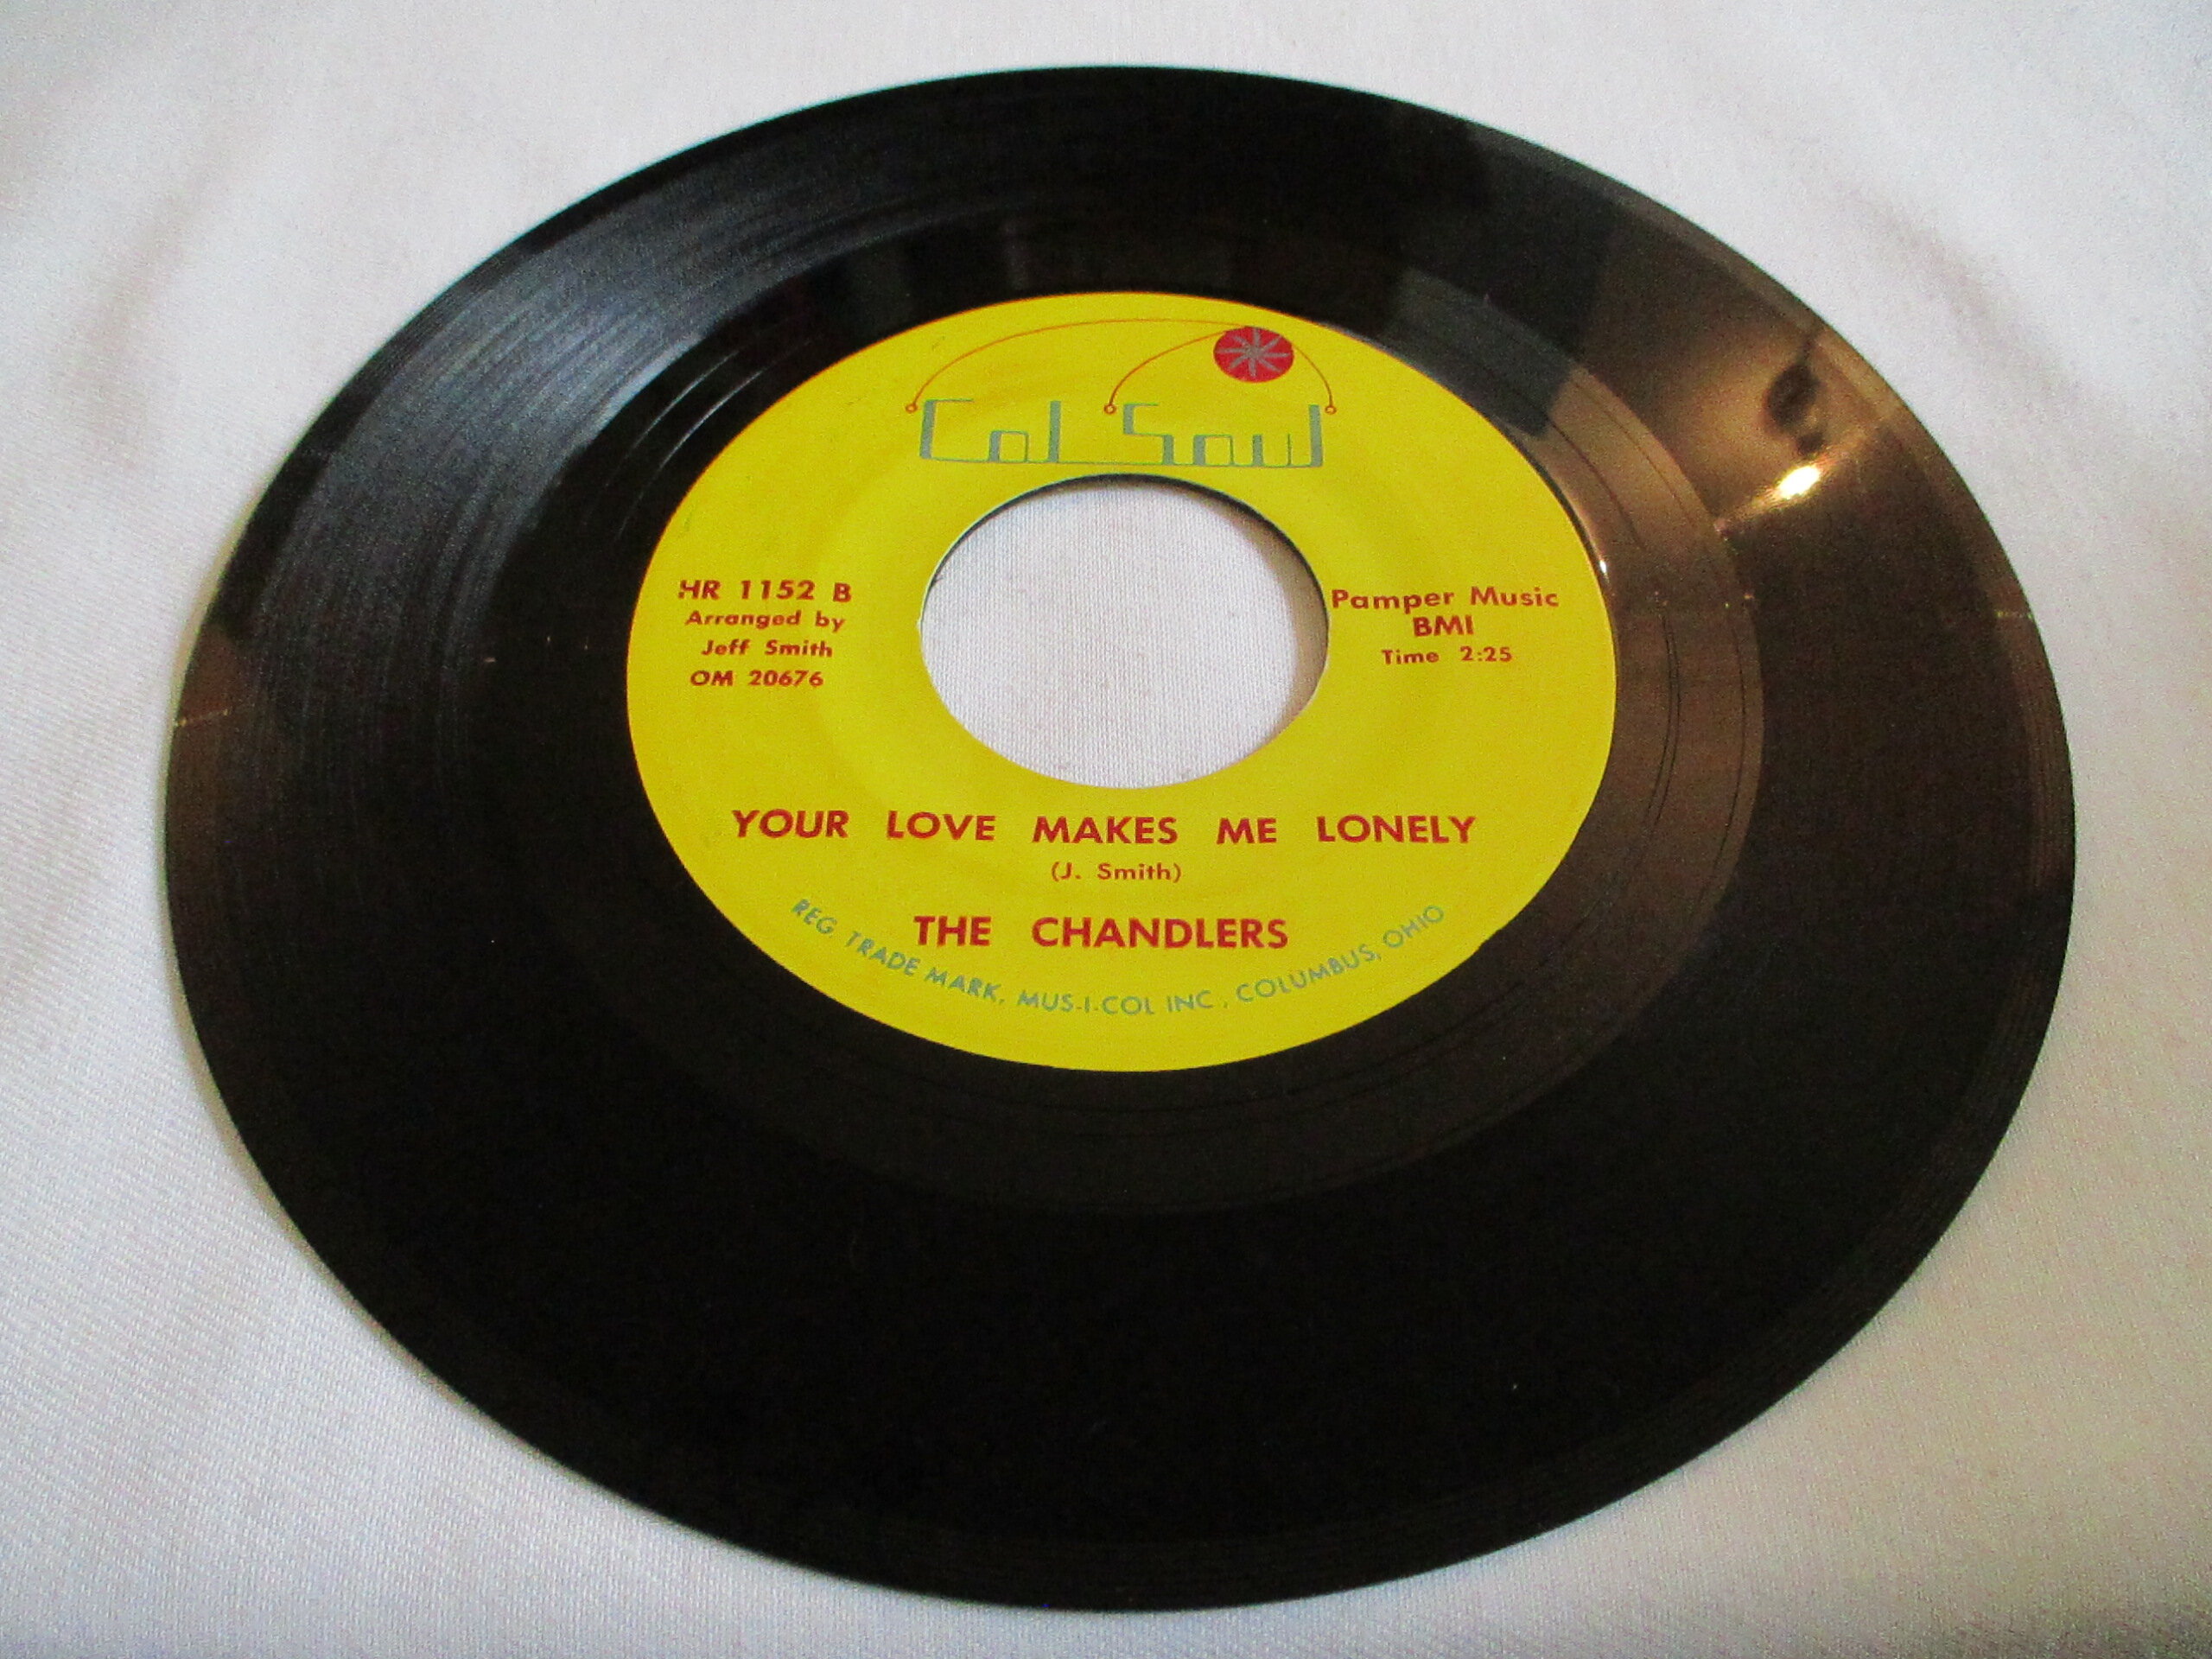 Col Soul
HR 1152 B
Arranged by
Jeff Smith
OM 20676
Pamper Music
BMI
Time 2:25
YOUR LOVE MAKES ME LONELY
(J. Smith)
THE CHANDLERS
REG. TRADE MARK, MUS-I-COL INC., COLUMBUS, OHIO